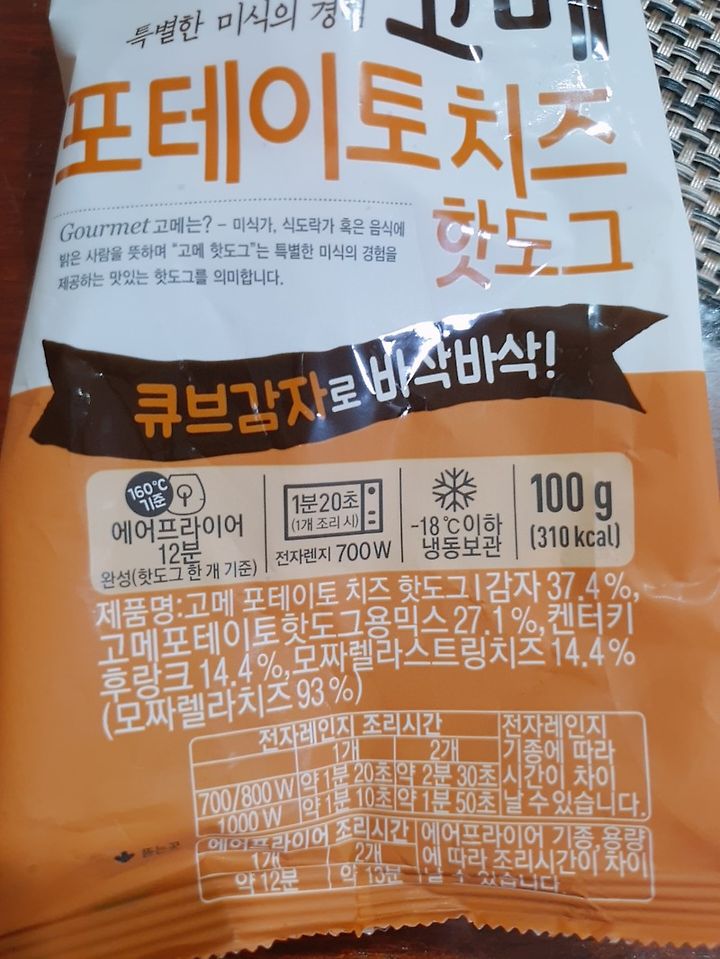 특별한 미식의 경험
고메
포테이토치즈
핫도그
Gourmet 고메는? - 미식가, 식도락가 혹은 음식에
밝은 사람을 뜻하며 “고메 핫도그”는 특별한 미식의 경험을
제공하는 맛있는 핫도그를 의미합니다.
큐브감자로 바삭바삭!
160℃
기준
에어프라이어
12분
완성(핫도그 한 개 기준)
1분20초
(1개 조리 시)
전자렌지 700W
-18℃이하
냉동보관
100 g
(310 kcal)
제품명:고메 포테이토 치즈 핫도그 | 감자 37.4%,
고메포테이토핫도그용믹스 27.1%, 켄터키
후랑크 14.4%, 모짜렐라스트링치즈 14.4%
(모짜렐라치즈 93%)
전자레인지 조리시간
1개 2개
700/800 W 약 1분 20초 약 2분 30초
1000 W 약 1분 10초 약 1분 50초
전자레인지
기종에 따라
시간이 차이
날 수 있습니다.
에어프라이어 조리시간
1개 2개
약 12분 약 13분
에어프라이어 기종, 용량
에 따라 조리시간이 차이
날 수 있습니다